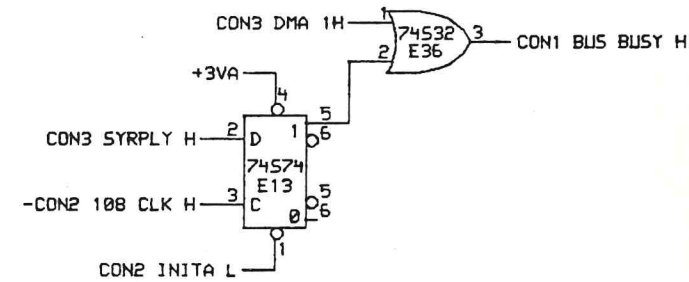 CON3 DMA 1H
1
2
74S32
E36
3
CON1 BUS BUSY H
+3VA
4
CON3 SYRPLY H
2
D
1
5
6
74S74
E13
-CON2 108 CLK H
3
C
0
5
6
1
CON2 INITA L